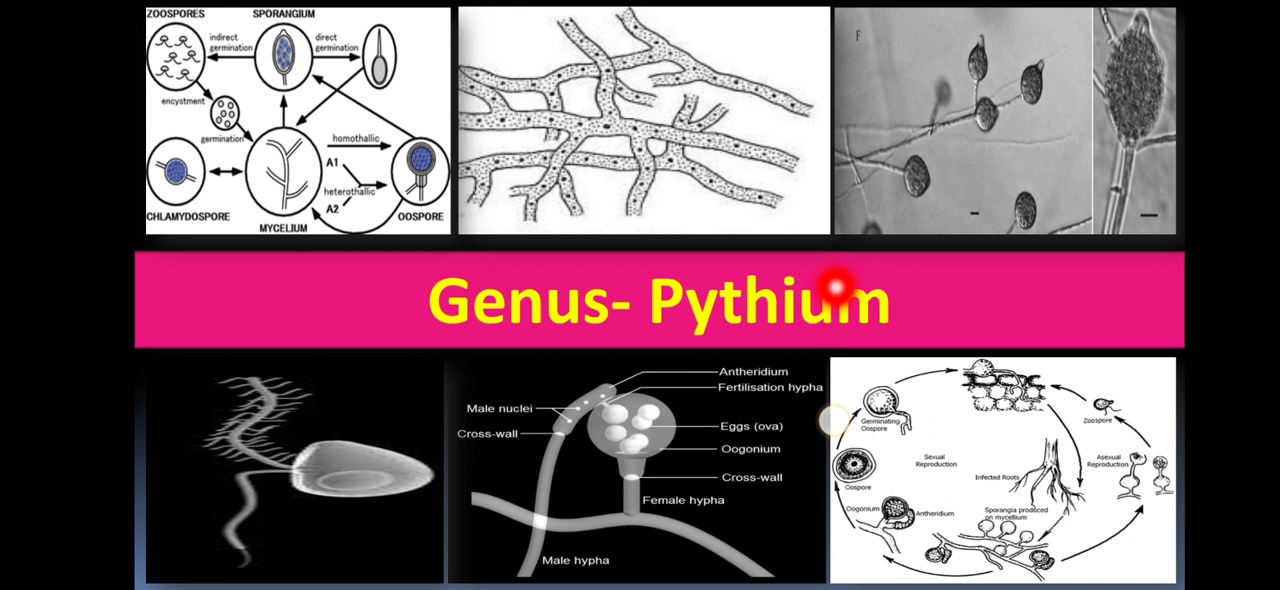 ZOOSPORES
SPORANGIUM
indirect
germination
direct
germination
encystment
germination
homothallic
A1
heterothallic
A2
CHLAMYDOSPORE
MYCELIUM
OOSPORE
F
Genus- Pythium
Antheridium
Fertilisation hypha
Male nuclei
Cross-wall
Eggs (ova)
Oogonium
Cross-wall
Female hypha
Male hypha
Germinating
Oospore
Zoospore
Sexual
Reproduction
Asexual
Reproduction
Oospore
Infected Roots
Oogonium
Antheridium
Sporangia produced
on mycellium